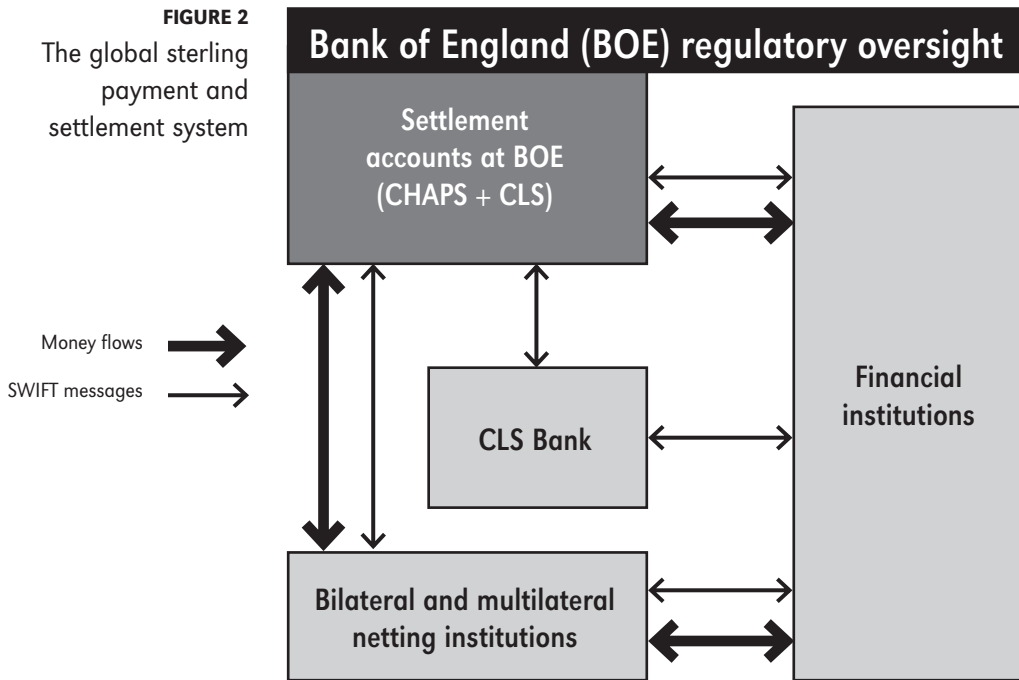 FIGURE 2
The global sterling
payment and
settlement system
Bank of England (BOE) regulatory oversight
Settlement
accounts at BOE
(CHAPS + CLS)
Money flows
SWIFT messages
CLS Bank
Financial
institutions
Bilateral and multilateral
netting institutions